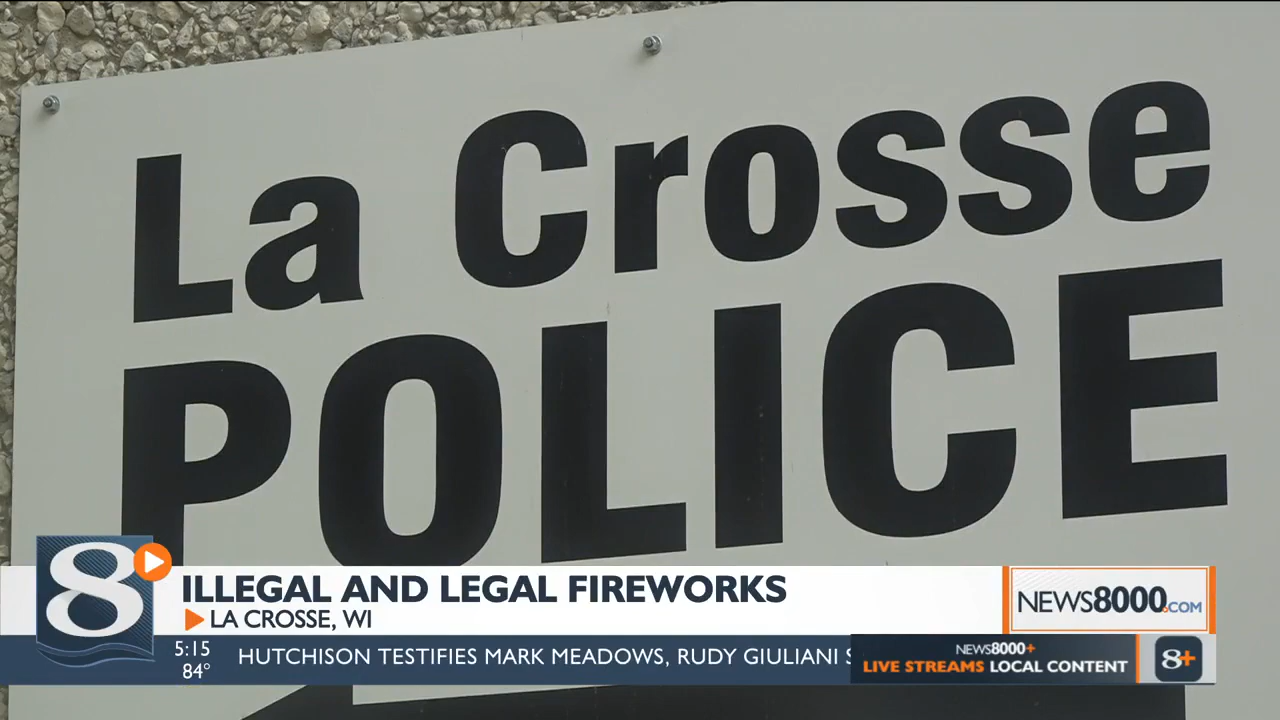 La Crosse
POLICE
8
ILLEGAL AND LEGAL FIREWORKS
LA CROSSE, WI
NEWS8000.COM
5:15
84°
HUTCHISON TESTIFIES MARK MEADOWS, RUDY GIULIANI
NEWS8000+
LIVE STREAMS LOCAL CONTENT
8+